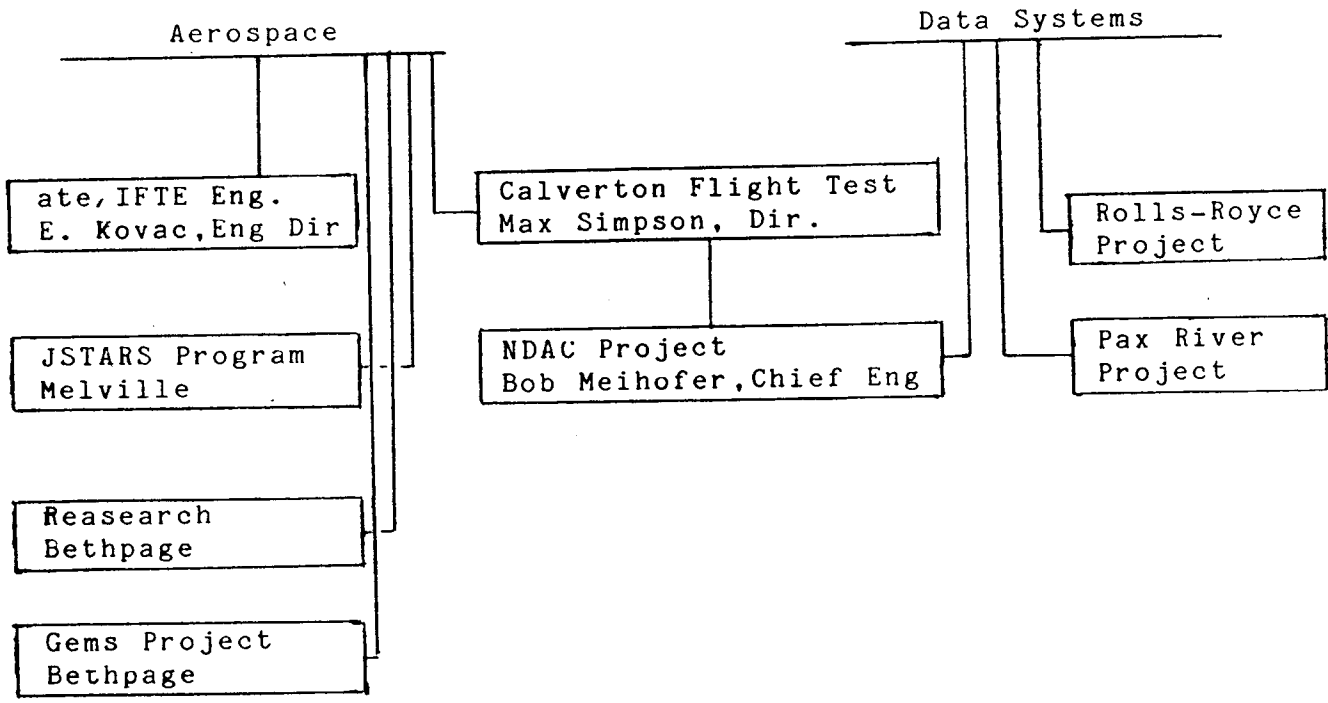 Aerospace
Data Systems
ate,IFTE Eng.
E. Kovac,Eng Dir
Calverton Flight Test
Max Simpson, Dir.
Rolls-Royce
Project
JSTARS Program
Melville
NDAC Project
Bob Meihofer,Chief Eng
Pax River
Project
Reasearch
Bethpage
Gems Project
Bethpage